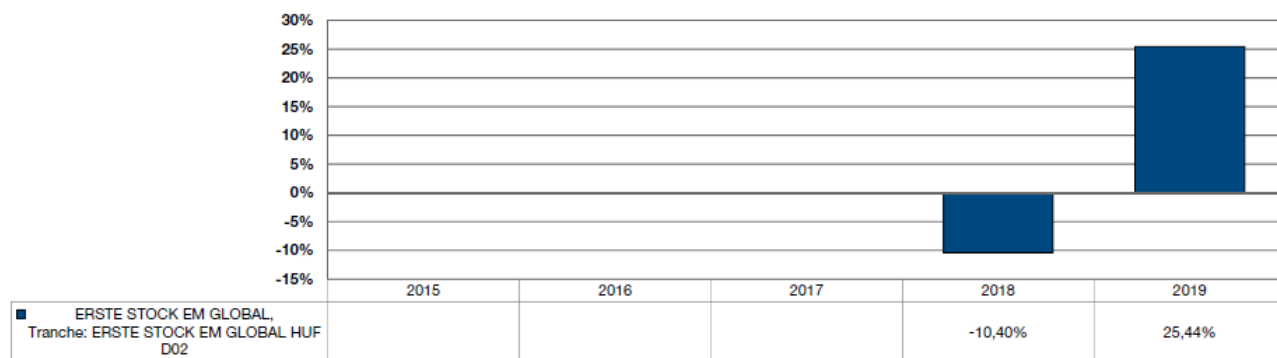 30%
25%
20%
15%
10%
5%
0%
-5%
-10%
-15%
2015 2016 2017 2018 2019
ERSTE STOCK EM GLOBAL,
Tranche: ERSTE STOCK EM GLOBAL HUF
D02
-10,40% 25,44%